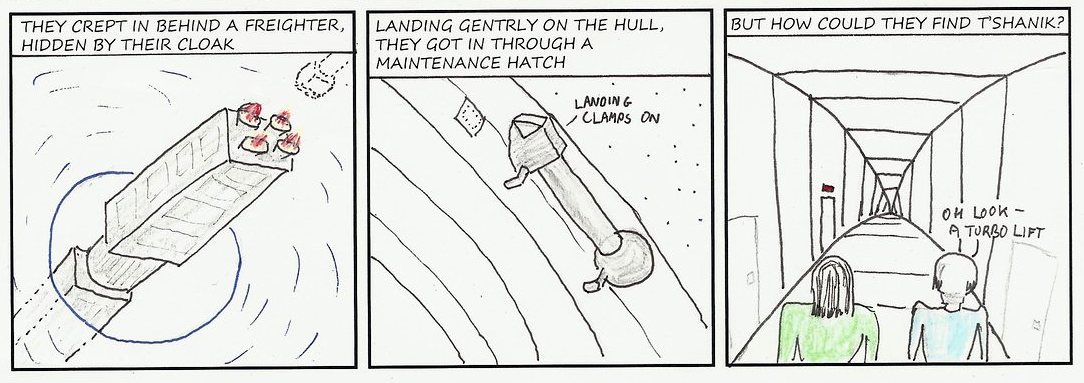 THEY CREPT IN BEHIND A FREIGHTER,
HIDDEN BY THEIR CLOAK
LANDING GENTRLY ON THE HULL,
THEY GOT IN THROUGH A
MAINTENANCE HATCH
LANDING
CLAMPS ON
BUT HOW COULD THEY FIND T'SHANIK?
OH LOOK –
A TURBO LIFT